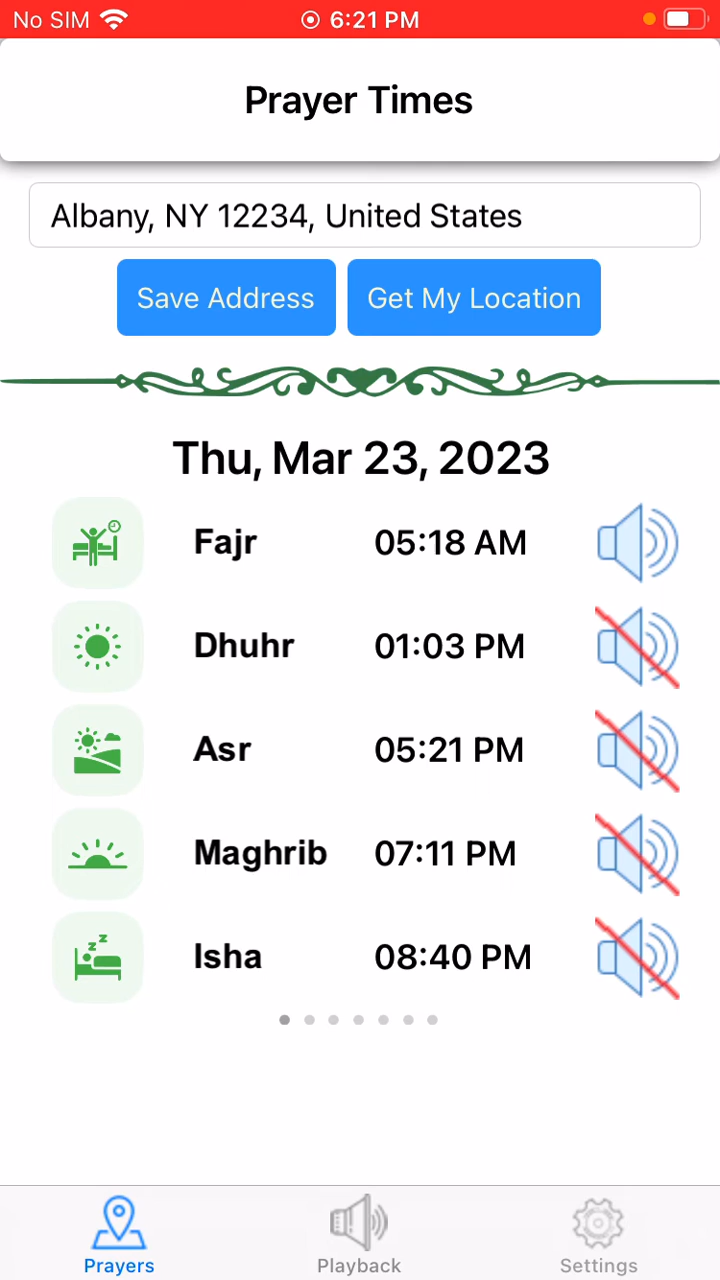 No SIM 6:21 PM
Prayer Times
Albany, NY 12234, United States
Save Address Get My Location
Thu, Mar 23, 2023
Fajr 05:18 AM
Dhuhr 01:03 PM
Asr 05:21 PM
Maghrib 07:11 PM
z z Isha 08:40 PM
Prayers Playback Settings